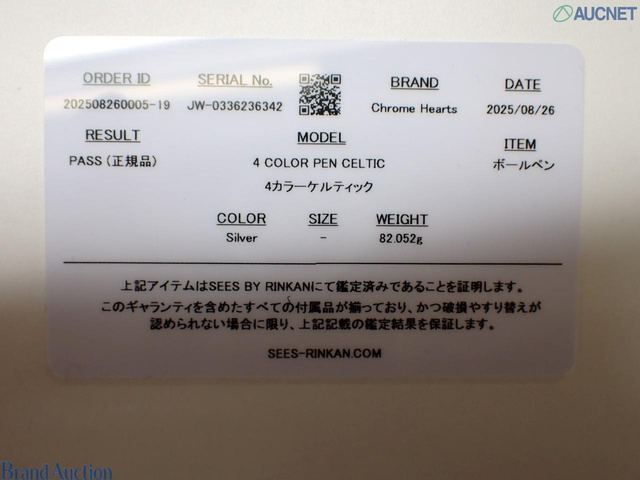 AUCNET
ORDER ID
SERIAL No.
BRAND
DATE
202508260005-19
JW-0336236342
Chrome Hearts
2025/08/26
RESULT
MODEL
ITEM
PASS（正規品）
4 COLOR PEN CELTIC
ボールペン
4カラーケルティック
COLOR
SIZE
WEIGHT
Silver
-
82.052g
上記アイテムはSEES BY RINKANにて鑑定済みであることを証明します。
このギャランティを含めたすべての付属品が揃っており、かつ破損やすり替えが
認められない場合に限り、上記記載の鑑定結果を保証します。
SEES-RINKAN.COM
Brand Auction